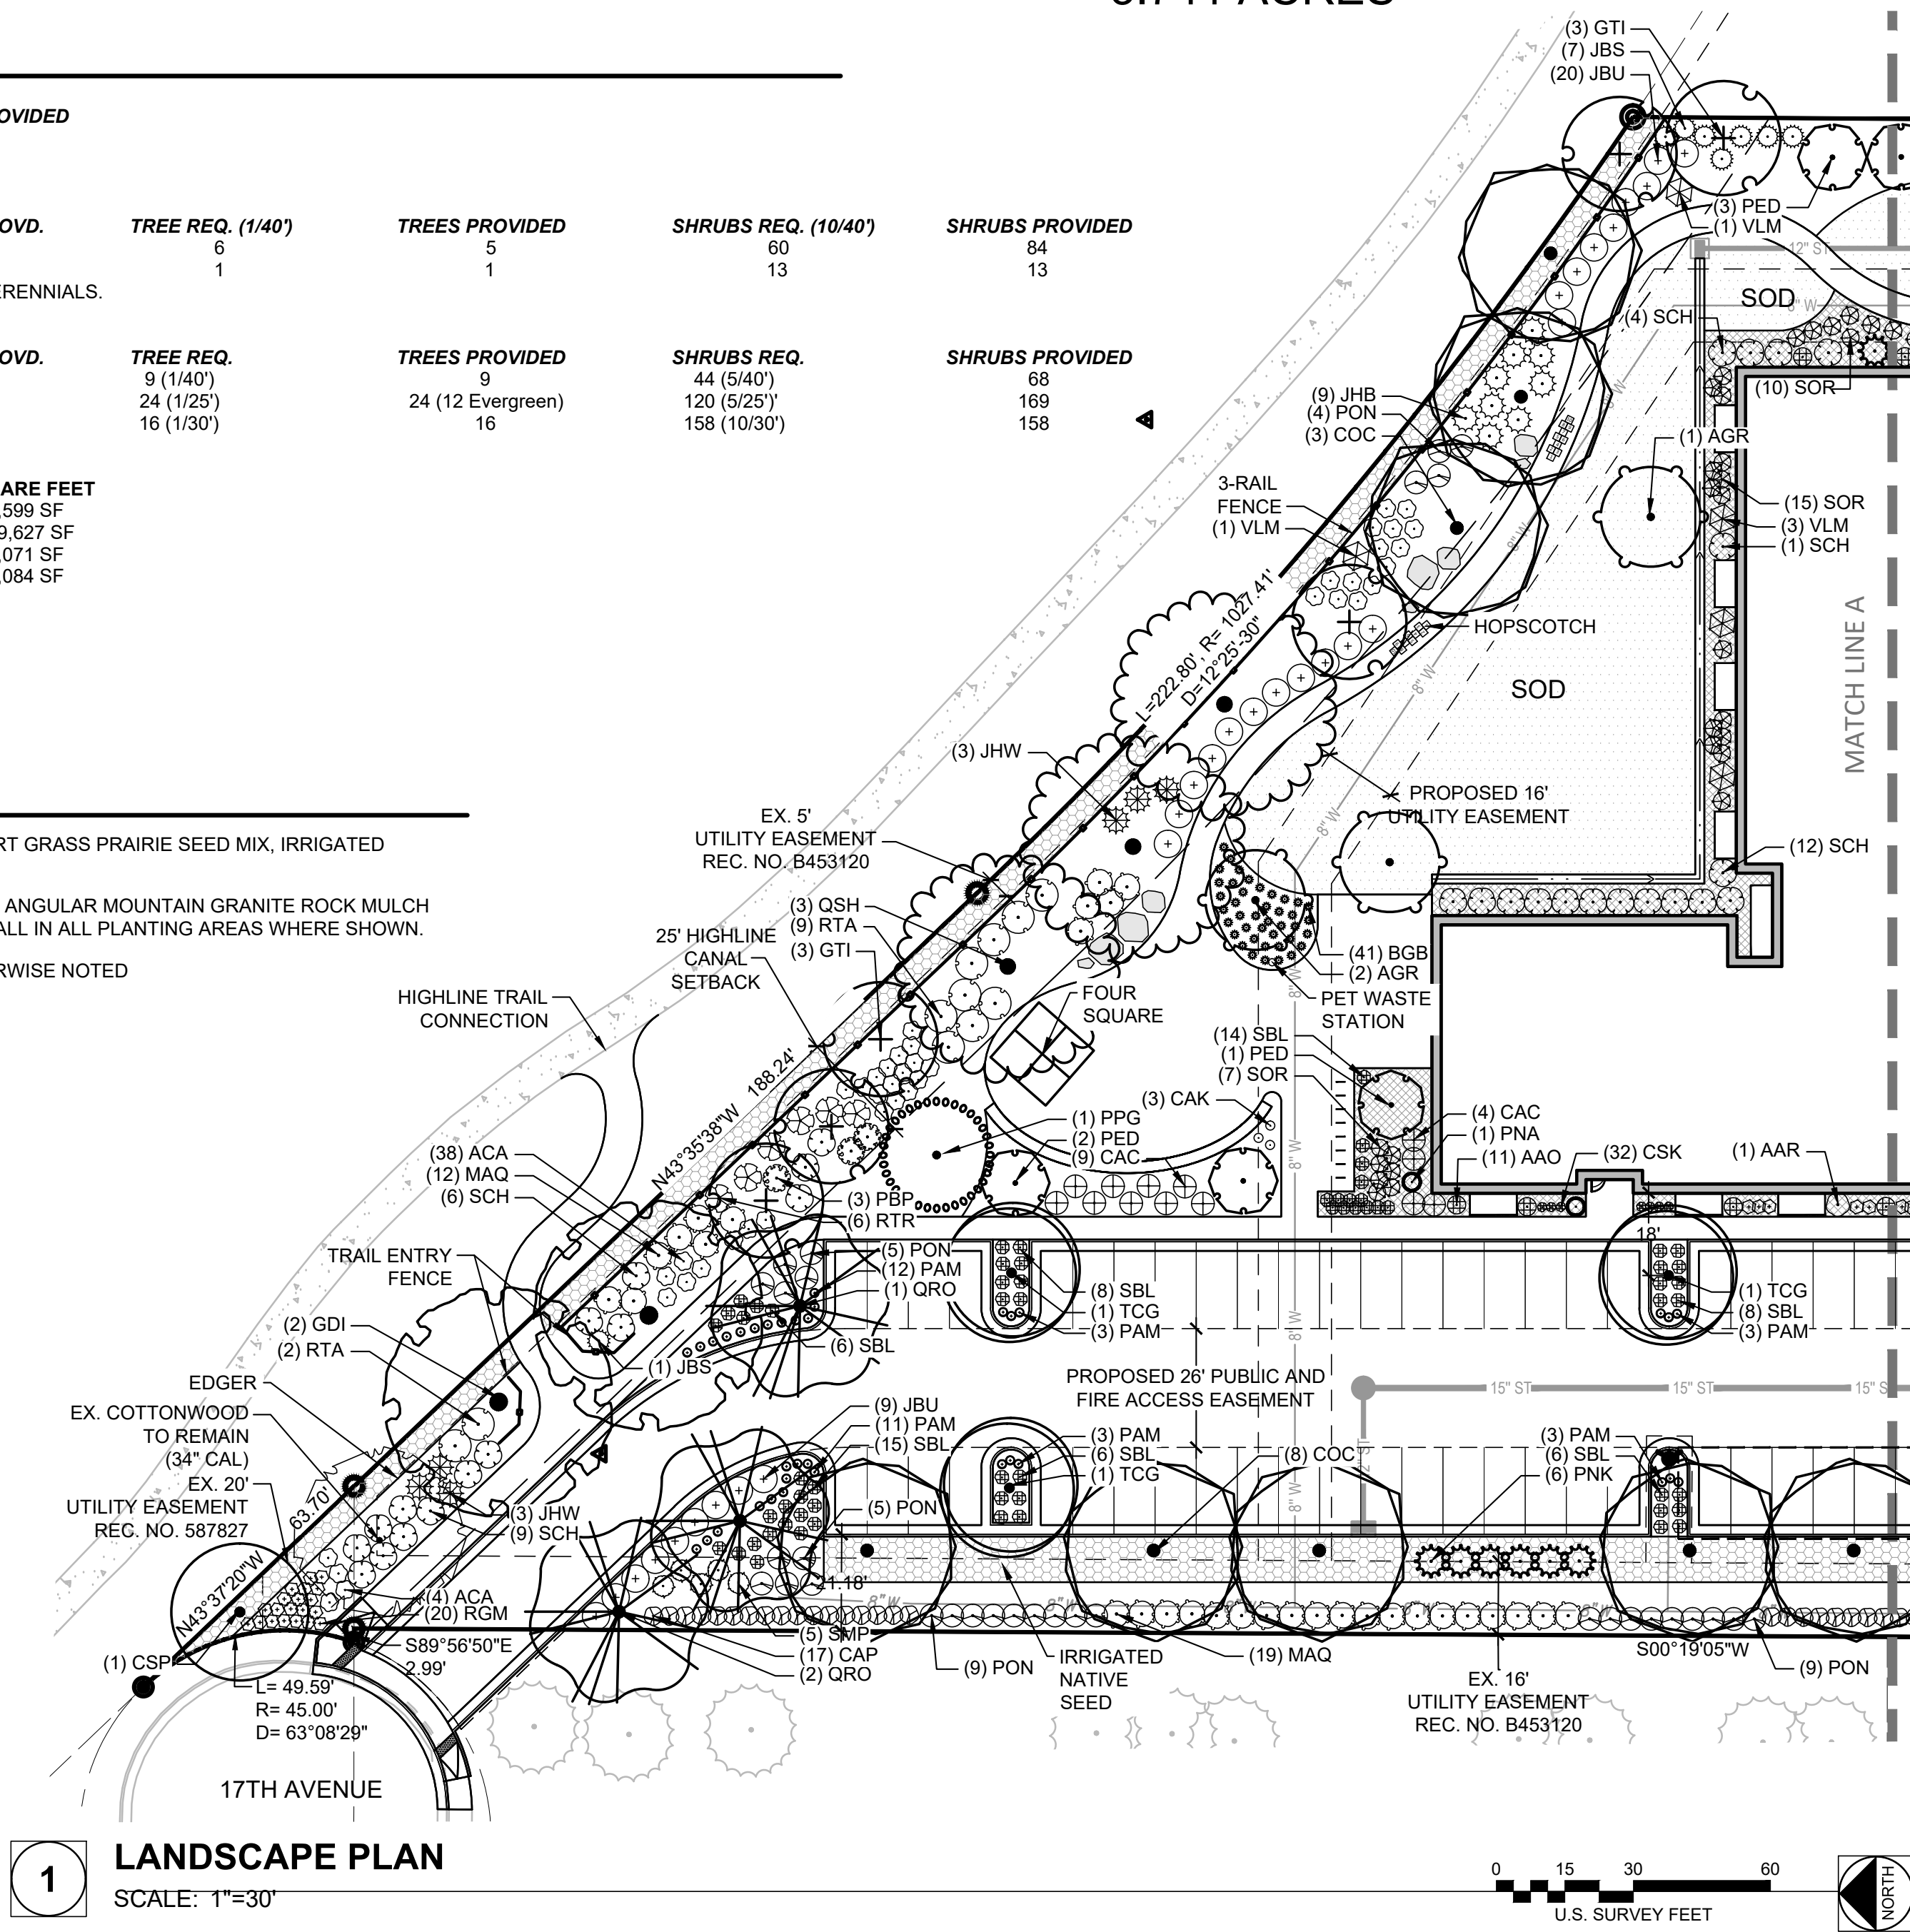 OVIDED
OVD.
TREE REQ. (1/40')
TREES PROVIDED
SHRUBS REQ. (10/40')
SHRUBS PROVIDED
6
5
60
84
1
1
13
13
ERENNIALS.
OVD.
TREE REQ.
TREES PROVIDED
SHRUBS REQ.
SHRUBS PROVIDED
9 (1/40')
9
44 (5/40')
68
24 (1/25')
24 (12 Evergreen)
120 (5/25')'
169
16 (1/30')
16
158 (10/30')
158
ARE FEET
,599 SF
9,627 SF
,071 SF
,084 SF
RT GRASS PRAIRIE SEED MIX, IRRIGATED
ANGULAR MOUNTAIN GRANITE ROCK MULCH
ALL IN ALL PLANTING AREAS WHERE SHOWN.
RWISE NOTED
(3) GTI
(7) JBS
(20) JBU
(3) PED
(1) VLM
12" ST
SOD
8" W
(4) SCH
(10) SOR
(9) JHB
(4) PON
(3) COC
8" W
(1) AGR
3-RAIL
FENCE
(1) VLM
8" W
(15) SOR
(3) VLM
(1) SCH
L=222.80', R= 1027.41'
D=12°25'-30"
HOPSCOTCH
8" W
SOD
MATCH LINE A
(3) JHW
PROPOSED 16'
UTILITY EASEMENT
8" W
EX. 5'
UTILITY EASEMENT
REC. NO. B453120
(12) SCH
(3) QSH
(9) RTA
(3) GTI
25' HIGHLINE
CANAL
SETBACK
(41) BGB
(2) AGR
PET WASTE
STATION
8" W
HIGHLINE TRAIL
CONNECTION
FOUR
SQUARE
(14) SBL
(1) PED
(7) SOR
188.24'
N43°35'38"W
(3) CAK
(1) PPG
(2) PED
(9) CAC
8" W
(4) CAC
(1) PNA
(11) AAO
(32) CSK
(1) AAR
(38) ACA
(12) MAQ
(6) SCH
(3) PBP
(6) RTR
18'
TRAIL ENTRY
FENCE
(5) PON
(12) PAM
(1) QRO
(8) SBL
(1) TCG
(3) PAM
(1) TCG
(8) SBL
(3) PAM
8" W
(2) GDI
(2) RTA
(6) SBL
(1) JBS
EDGER
PROPOSED 26' PUBLIC AND
FIRE ACCESS EASEMENT
15" ST
15" ST
15" S
EX. COTTONWOOD
TO REMAIN
(34" CAL)
(9) JBU
(11) PAM
(15) SBL
(3) PAM
(6) SBL
(1) TCG
(8) COC
(3) PAM
(6) SBL
(6) PNK
EX. 20'
UTILITY EASEMENT
REC. NO. 587827
63.70'
N43°37'20"W
(3) JHW
(9) SCH
(5) PON
8" W
(4) ACA
(20) RGM
8" W
8" W
S89°56'50"E
2.99'
(5) SMP
(17) CAP
(2) QRO
(9) PON
IRRIGATED
NATIVE
SEED
(19) MAQ
S00°19'05"W
(9) PON
(1) CSP
L= 49.59'
R= 45.00'
D= 63°08'29"
EX. 16'
UTILITY EASEMENT
REC. NO. B453120
17TH AVENUE
1
LANDSCAPE PLAN
SCALE: 1"=30'
0 15 30 60
U.S. SURVEY FEET
NORTH